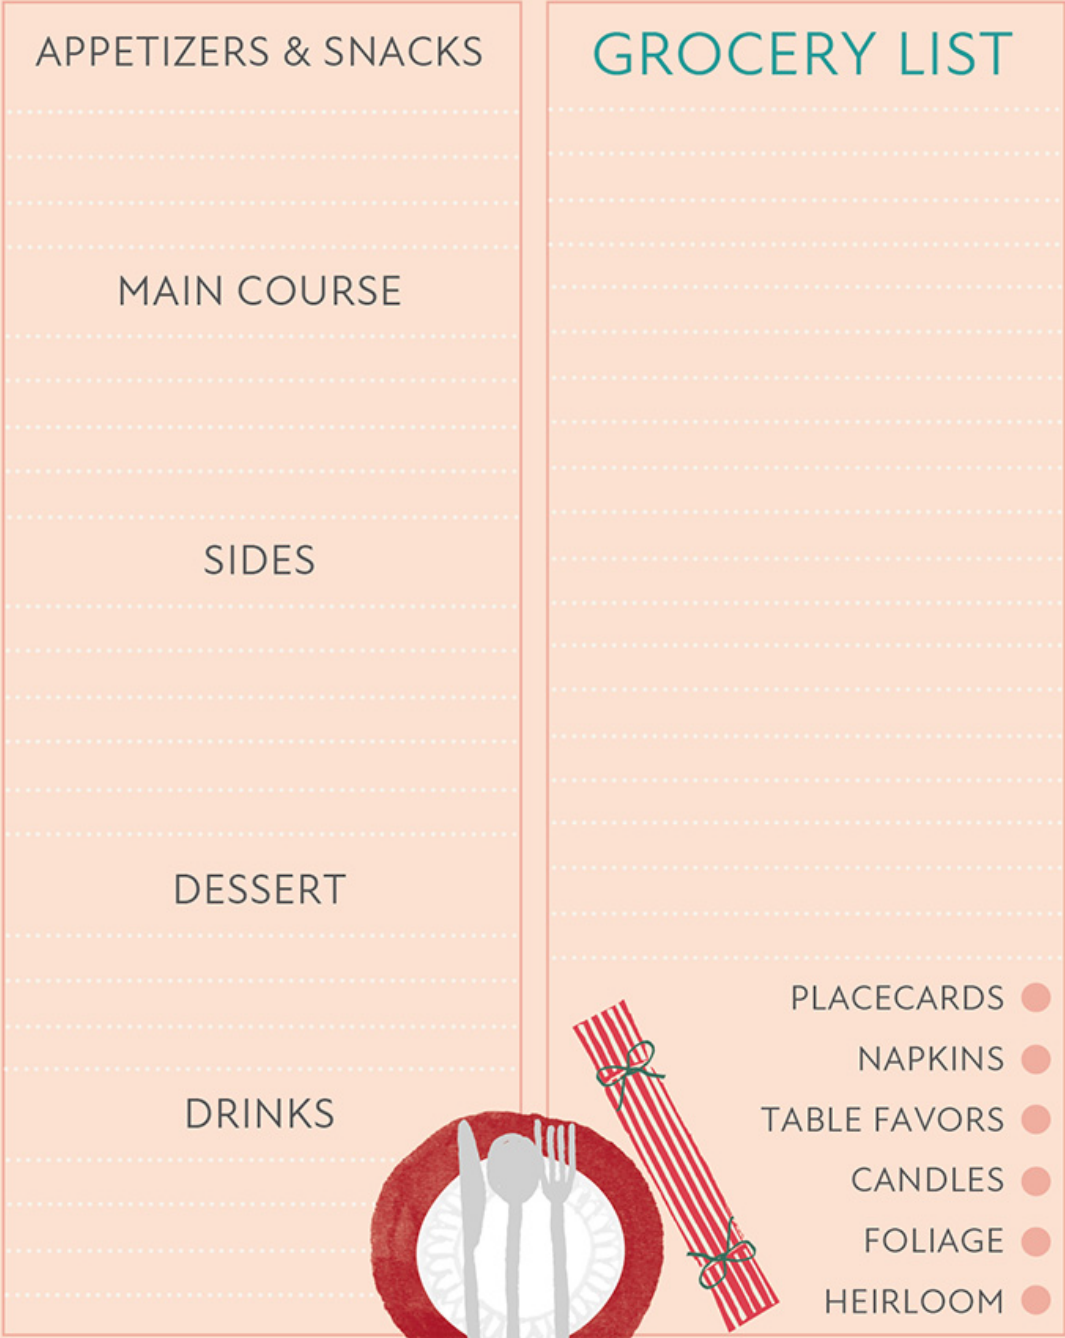 APPETIZERS & SNACKS
MAIN COURSE
SIDES
DESSERT
DRINKS
GROCERY LIST
PLACECARDS
NAPKINS
TABLE FAVORS
CANDLES
FOLIAGE
HEIRLOOM